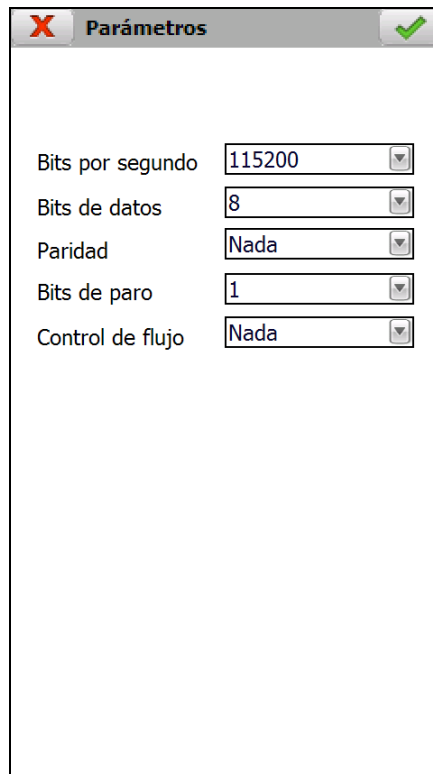 Parámetros
Bits por segundo 115200
Bits de datos 8
Paridad Nada
Bits de paro 1
Control de flujo Nada